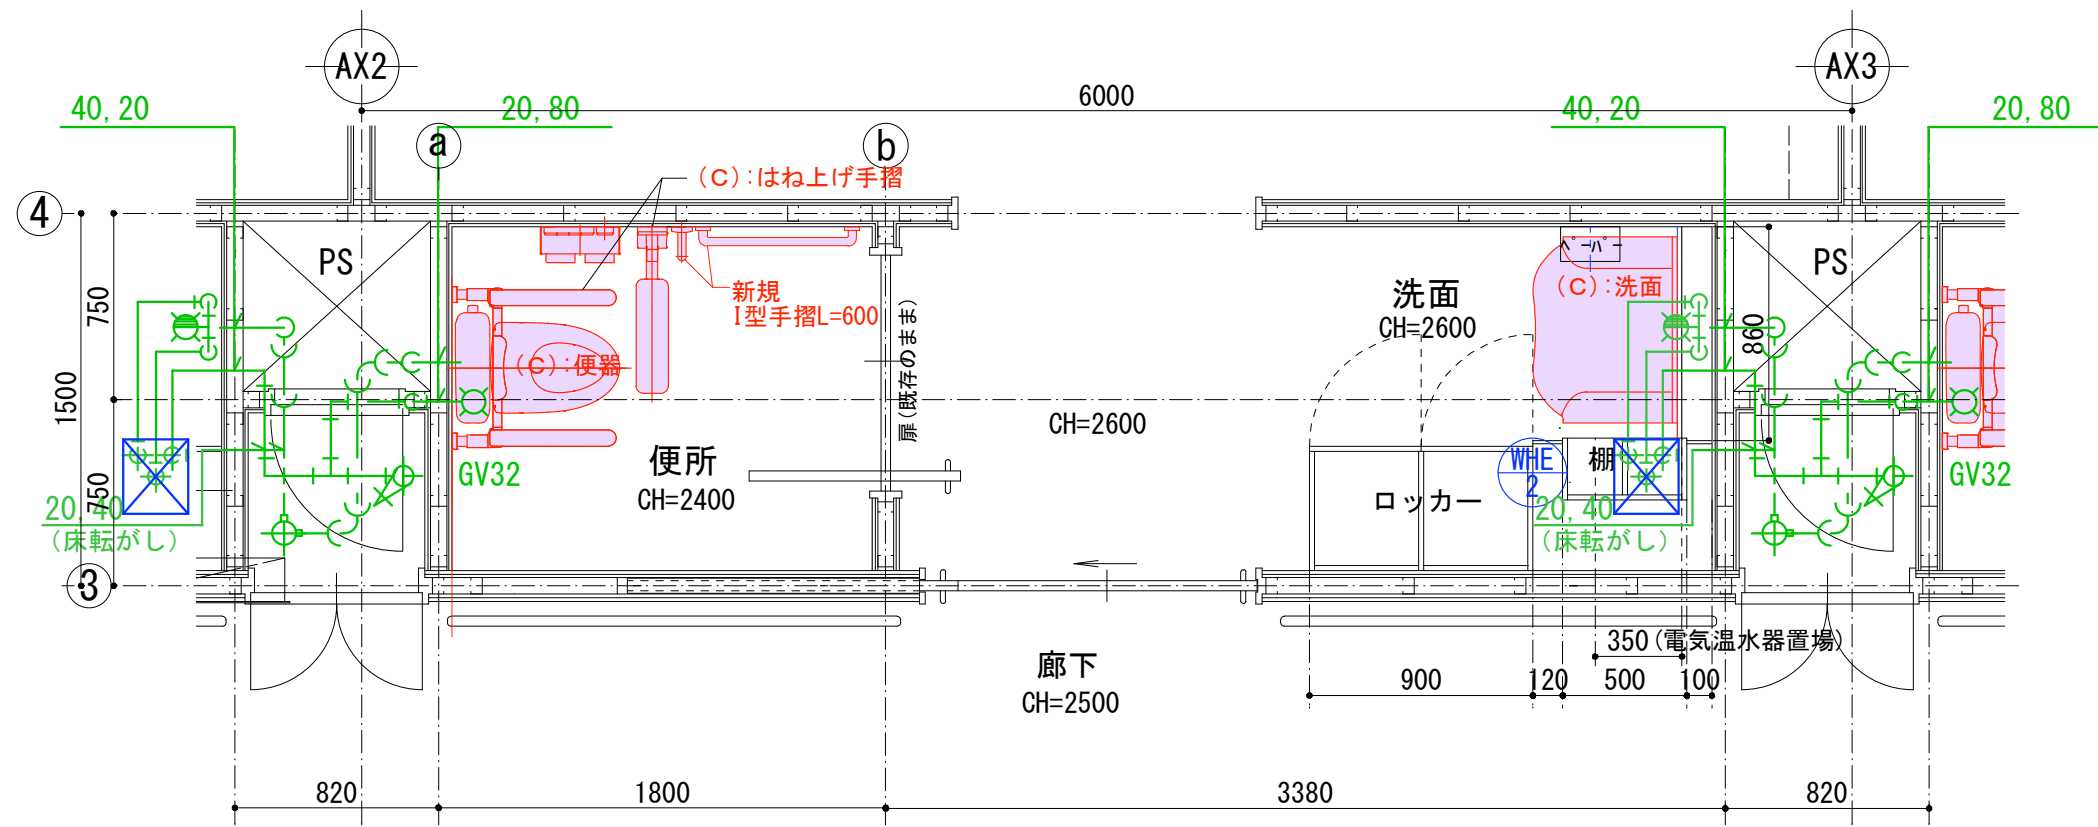 AX2
AX3
6000
40, 20
20, 80
40, 20
20, 80
a
b
(C):はね上げ手摺
4
PS
ペーパー
PS
新規
I型手摺L=600
洗面
CH=2600
(C):洗面
750
860
扉(既存のまま)
(C):便器
1500
CH=2600
便所
CH=2400
GV32
WHE
2
棚
GV32
750
ロッカー
20, 40
(床転がし)
20, 40
(床転がし)
3
350(電気温水器置場)
廊下
CH=2500
900
120
500
100
820
1800
3380
820